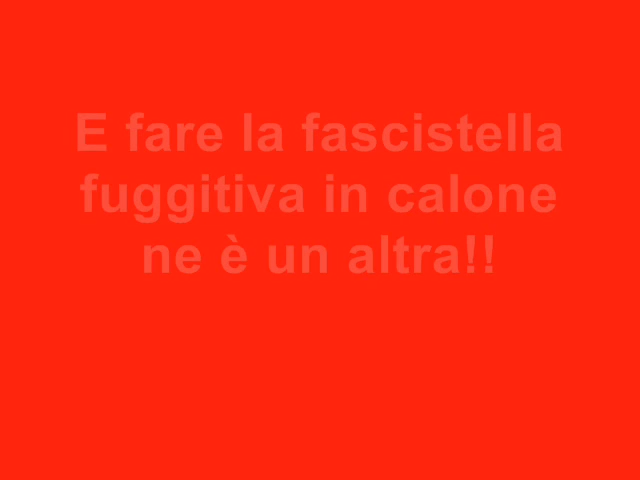 E fare la fascistella
fuggitiva in calone
ne è un altra!!